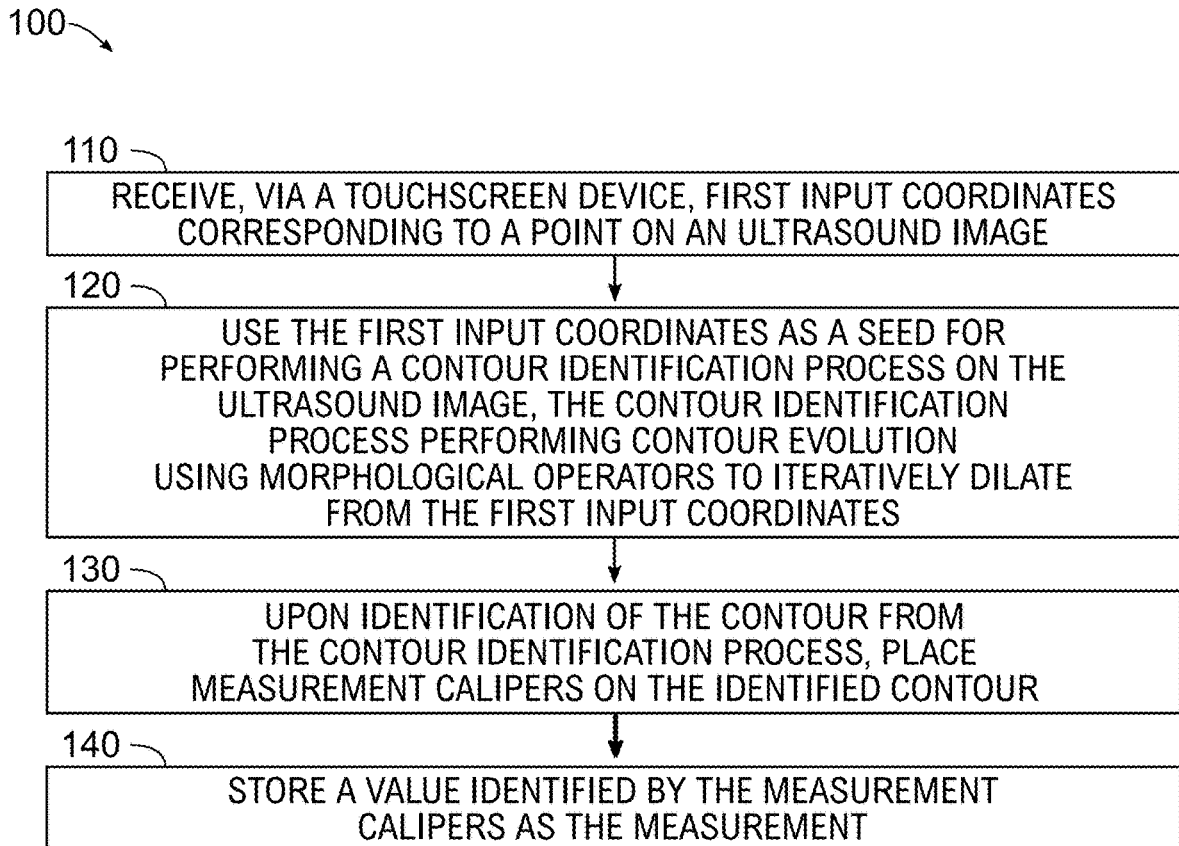 100
110
RECEIVE, VIA A TOUCHSCREEN DEVICE, FIRST INPUT COORDINATES
CORRESPONDING TO A POINT ON AN ULTRASOUND IMAGE
120
USE THE FIRST INPUT COORDINATES AS A SEED FOR
PERFORMING A CONTOUR IDENTIFICATION PROCESS ON THE
ULTRASOUND IMAGE, THE CONTOUR IDENTIFICATION
PROCESS PERFORMING CONTOUR EVOLUTION
USING MORPHOLOGICAL OPERATORS TO ITERATIVELY DILATE
FROM THE FIRST INPUT COORDINATES
130
UPON IDENTIFICATION OF THE CONTOUR FROM
THE CONTOUR IDENTIFICATION PROCESS, PLACE
MEASUREMENT CALIPERS ON THE IDENTIFIED CONTOUR
140
STORE A VALUE IDENTIFIED BY THE MEASUREMENT
CALIPERS AS THE MEASUREMENT